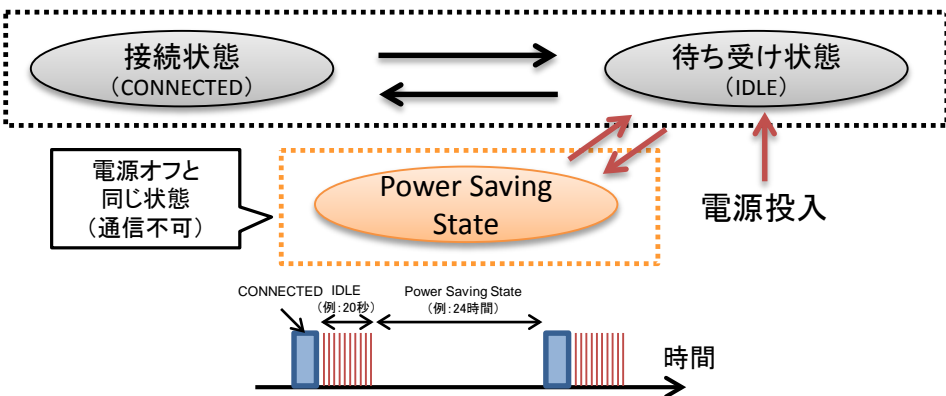 接続状態
（CONNECTED）
待ち受け状態
（IDLE）
電源オフと
同じ状態
（通信不可）
Power Saving
State
電源投入
CONNECTED
IDLE
（例：20秒）
Power Saving State
（例：24時間）
時間